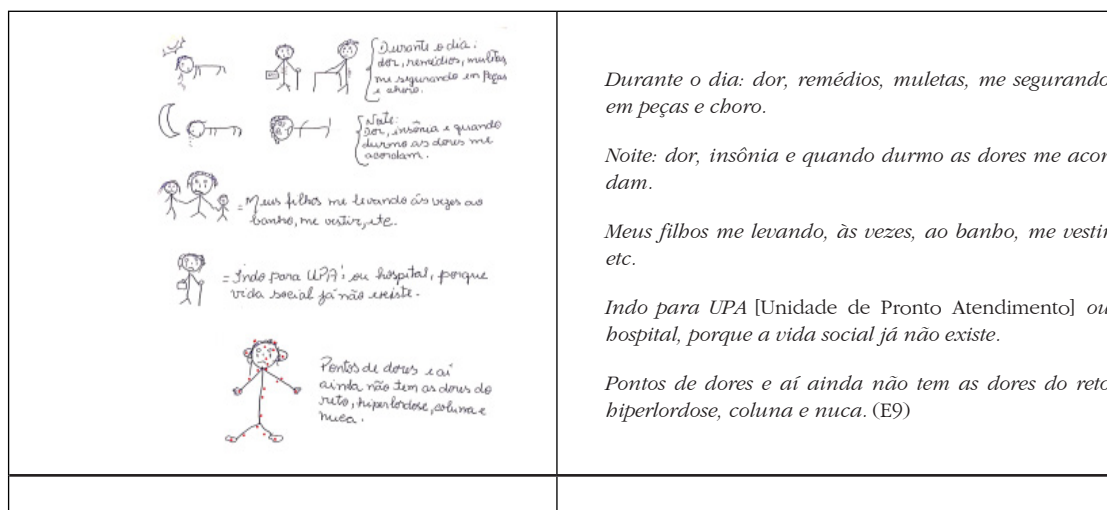 Durante o dia:
dor, remédios, muletas,
me segurando em peças
e choro.
Noite:
Dor, insônia e quando
durmo as dores me
acordam.
= Meus filhos me levando ás vezes ao
banho, me vestir, etc.
= Indo para UPA; ou hospital, porque
vida social já não existe.
Pontos de dores e aí
ainda não tem as dores do
reto, hiperlordose, coluna e
nuca.
Durante o dia: dor, remédios, muletas, me segurando
em peças e choro.
Noite: dor, insônia e quando durmo as dores me acor
dam.
Meus filhos me levando, às vezes, ao banho, me vestir
etc.
Indo para UPA [Unidade de Pronto Atendimento] ou
hospital, porque a vida social já não existe.
Pontos de dores e aí ainda não tem as dores do reto
hiperlordose, coluna e nuca. (E9)